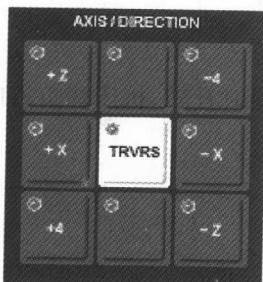 AXIS / DIRECTION
+ Z
-4
+ X
TRVRS
- X
+4
- Z